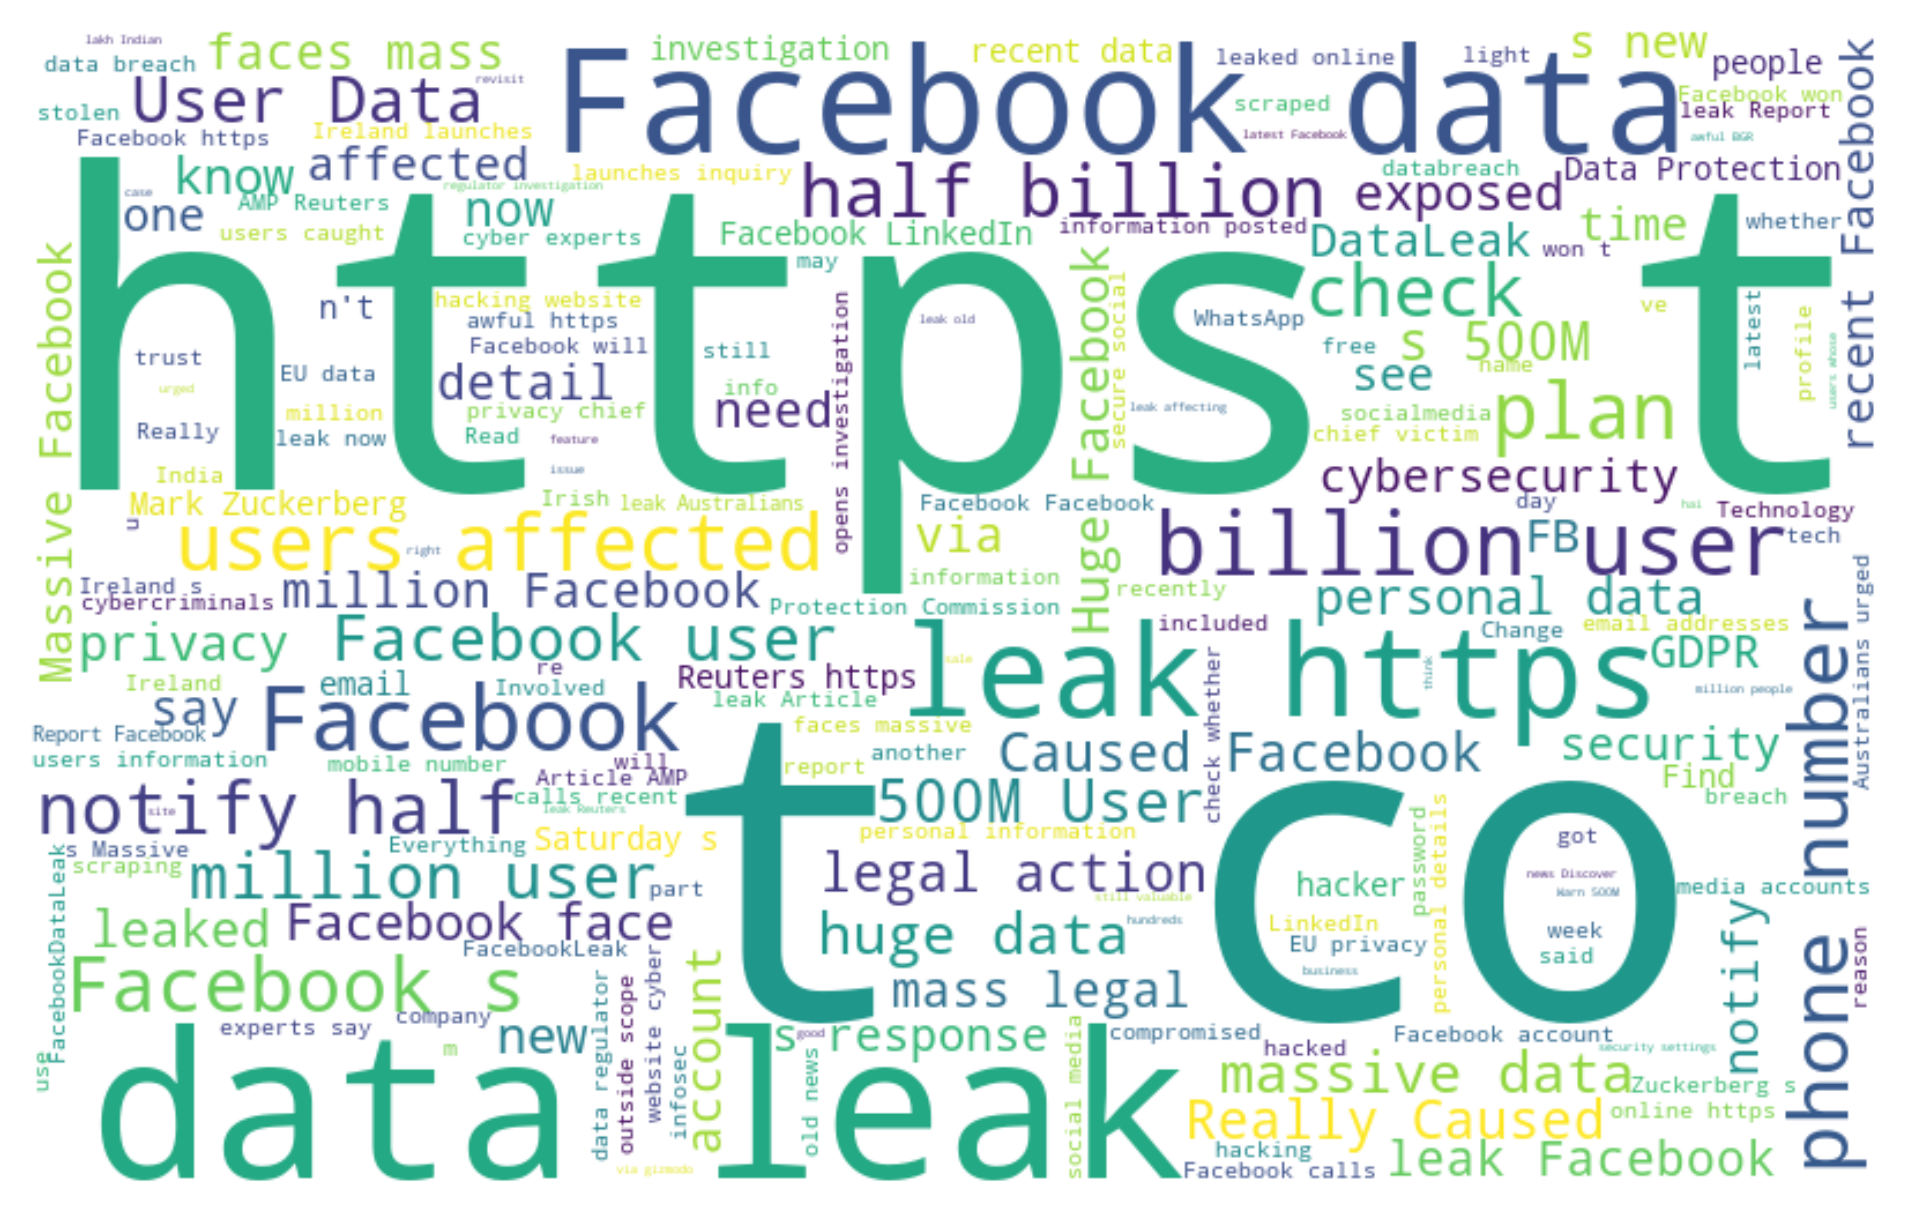 lakh Indian
faces mass
data breach
User Data
revisit
stolen
Facebook https
Ireland launches
affected
Facebook data
investigation
recent data
leaked online
light
s new
people
scraped
Facebook won
leak Report
latest Facebook
awful BGR
recent Facebook
know
launches inquiry
regulator investigation
half billion
exposed
databreach
Data Protection
case
one
AMP Reuters
now
users caught
cyber experts
Facebook LinkedIn
information posted
DataLeak
won t
time
whether
https t
Massive Facebook
may
n't
hacking website
awful https
Facebook will
opens investigation
leak old
Huge Facebook
secure social
WhatsApp
check
ve
latest
profile
users whose
trust
urged
EU data
detail
still
info
free
s 500M
name
see
million
privacy chief
need
leak affecting
socialmedia
plan
Really
leak now
Read
feature
chief victim
India
issue
cybersecurity
Mark Zuckerberg
Irish
leak Australians
Facebook Facebook
day
hai
Technology
u
users affected
right
via
billion user
FB
tech
Ireland s
cybercriminals
million Facebook
information
recently
personal data
Australians urged
Protection Commission
privacy
Facebook user
leak https
included
Change
email addresses
GDPR
phone number
re
sale
Ireland
email
Involved
Reuters https
think
million people
say
Facebook
leak Article
check whether
Report Facebook
faces massive
users information
mobile number
will
Article AMP
report
another
Caused Facebook
security
Find
notify half
site
calls recent
leak Reuters
t co
500M User
breach
s Massive
Everything
Saturday s
personal information
password
personal details
got
scraping
million user
part
legal action
hacker
news Discover
Warn 500M
media accounts
FacebookDataLeak
still valuable
leaked
Facebook face
huge data
hundreds
LinkedIn
week
notify
FacebookLeak
EU privacy
said
reason
Facebook s
account
mass legal
business
experts say
company
new
data regulator
outside scope
website cyber
infosec
s response
good
compromised
Facebook account
use
m
data leak
old news
social media
hacked
security settings
massive data
Zuckerberg s
Really Caused
online https
via gizmodo
hacking
Facebook calls
leak Facebook